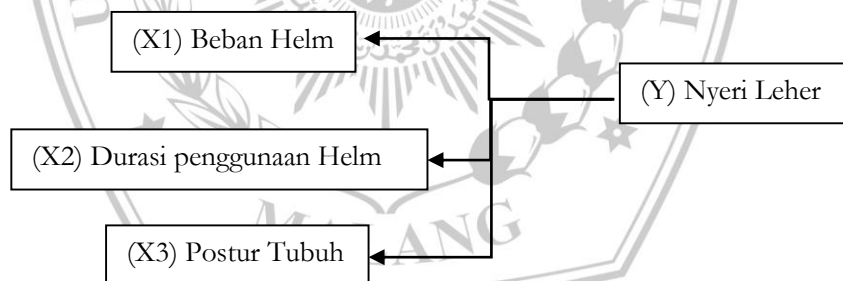 (X1) Beban Helm
(Y) Nyeri Leher
(X2) Durasi penggunaan Helm
(X3) Postur Tubuh